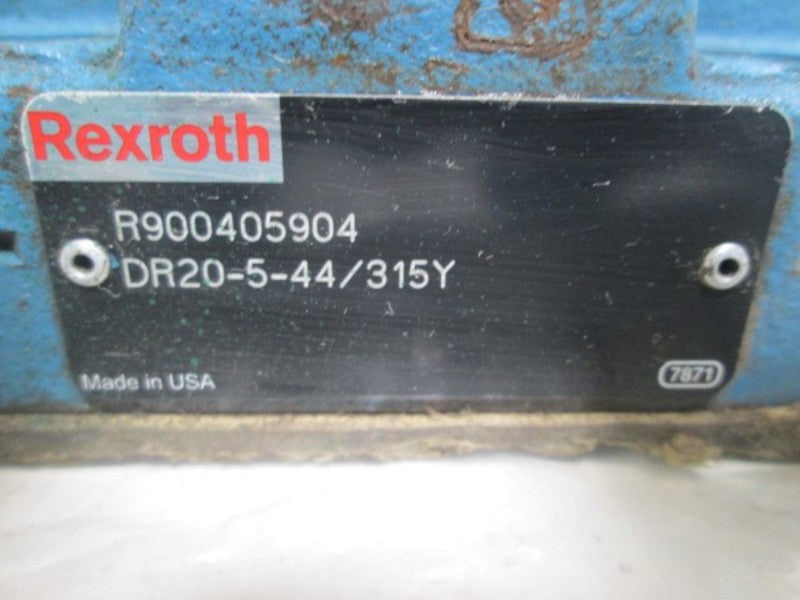 Rexroth
R900405904
DR20-5-44/315Y
Made in USA
7871